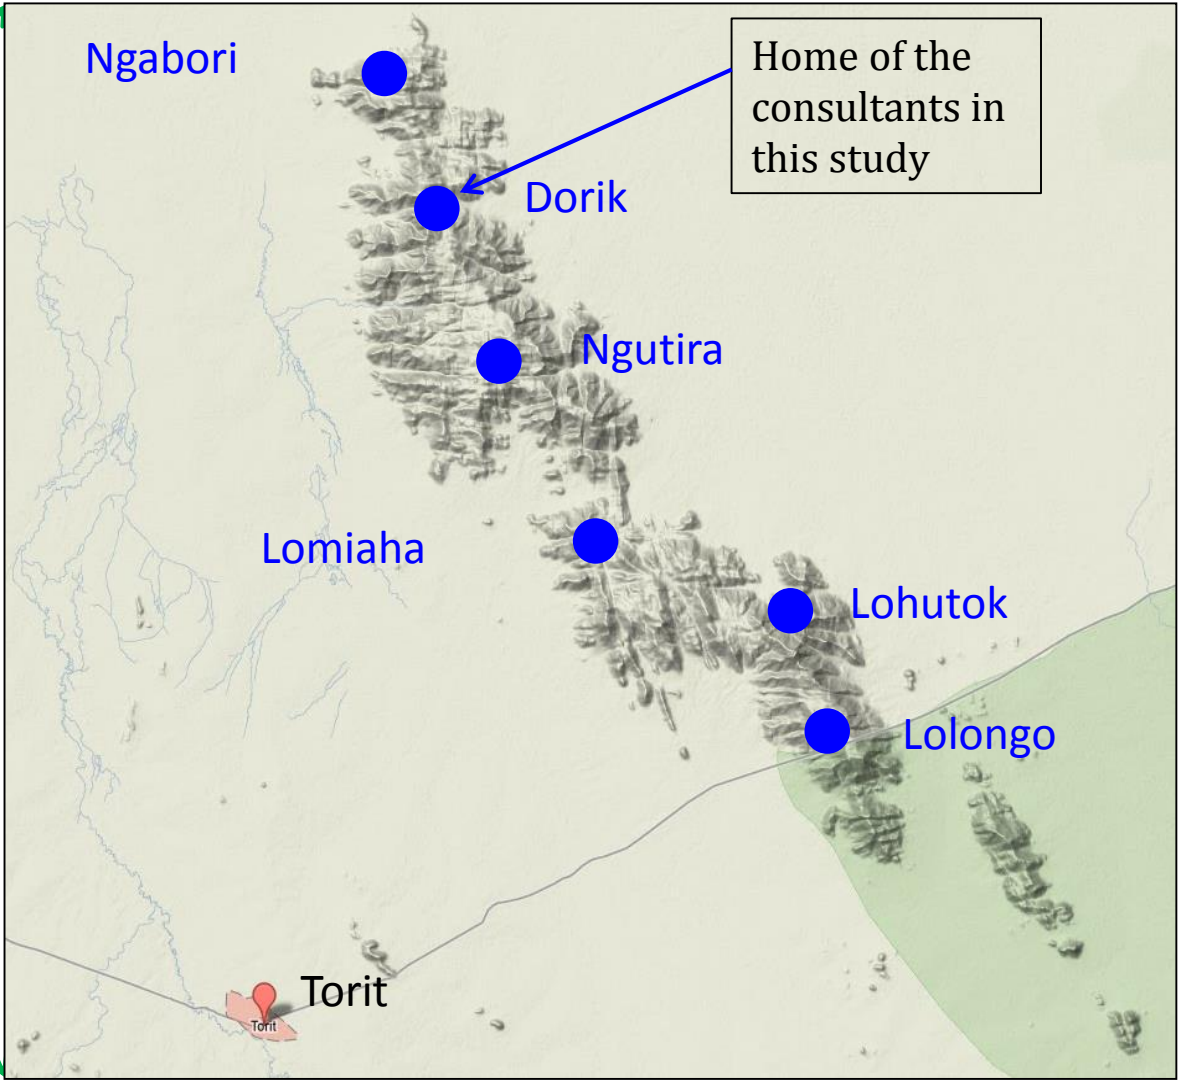 Ngabori
Home of the
consultants in
this study
Dorik
Ngutira
Lomiaha
Lohutok
Lolongo
Torit
Torit